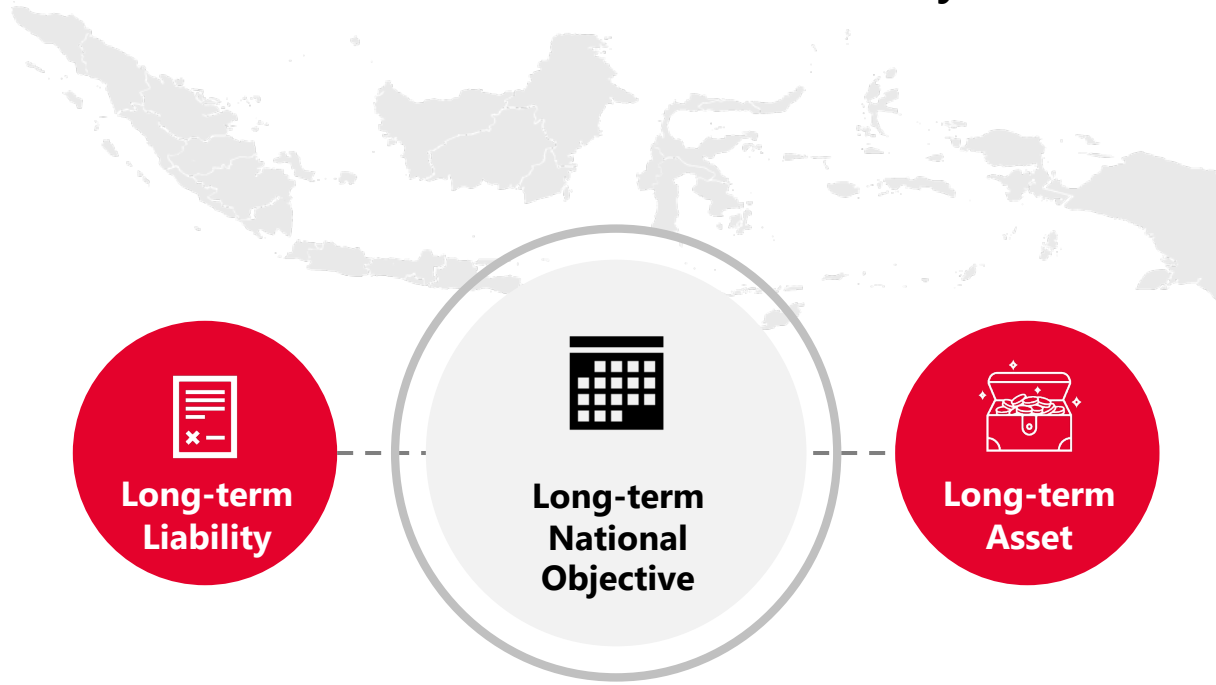 Long-term
Liability
Long-term
National
Objective
Long-term
Asset